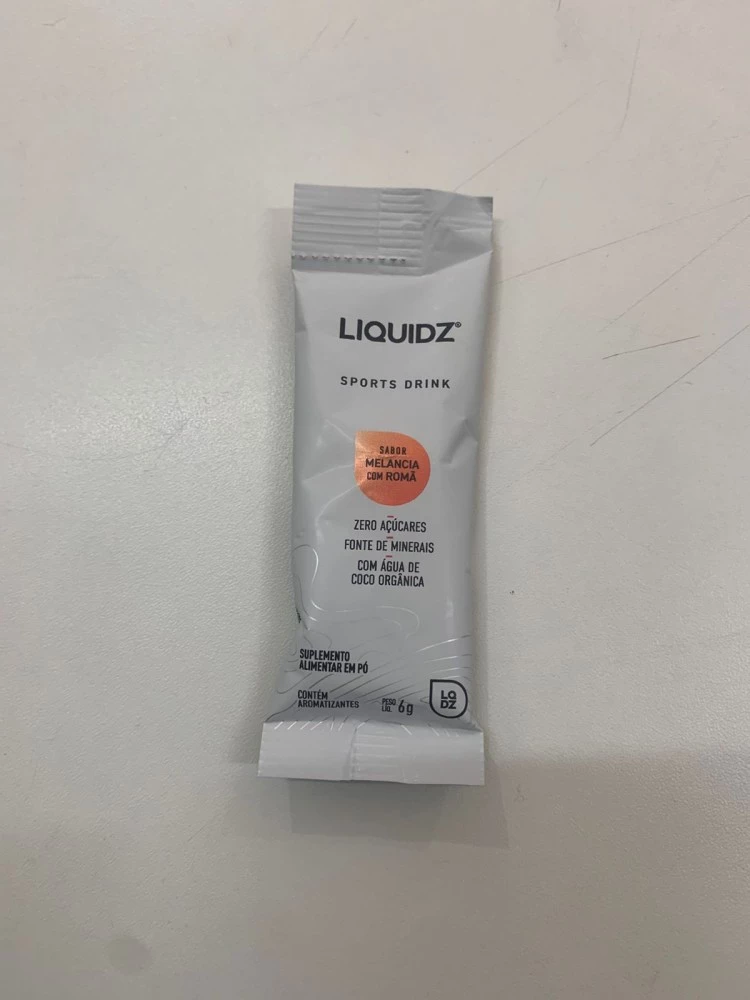 LIQUIDZ®
SPORTS DRINK
SABOR
MELANCIA
COM ROMÃ
ZERO AÇÚCARES
FONTE DE MINERAIS
COM ÁGUA DE
COCO ORGÂNICA
SUPLEMENTO
ALIMENTAR EM PÓ
CONTÉM
AROMATIZANTES
PESO
LÍQ. 6g
LQ
DZ